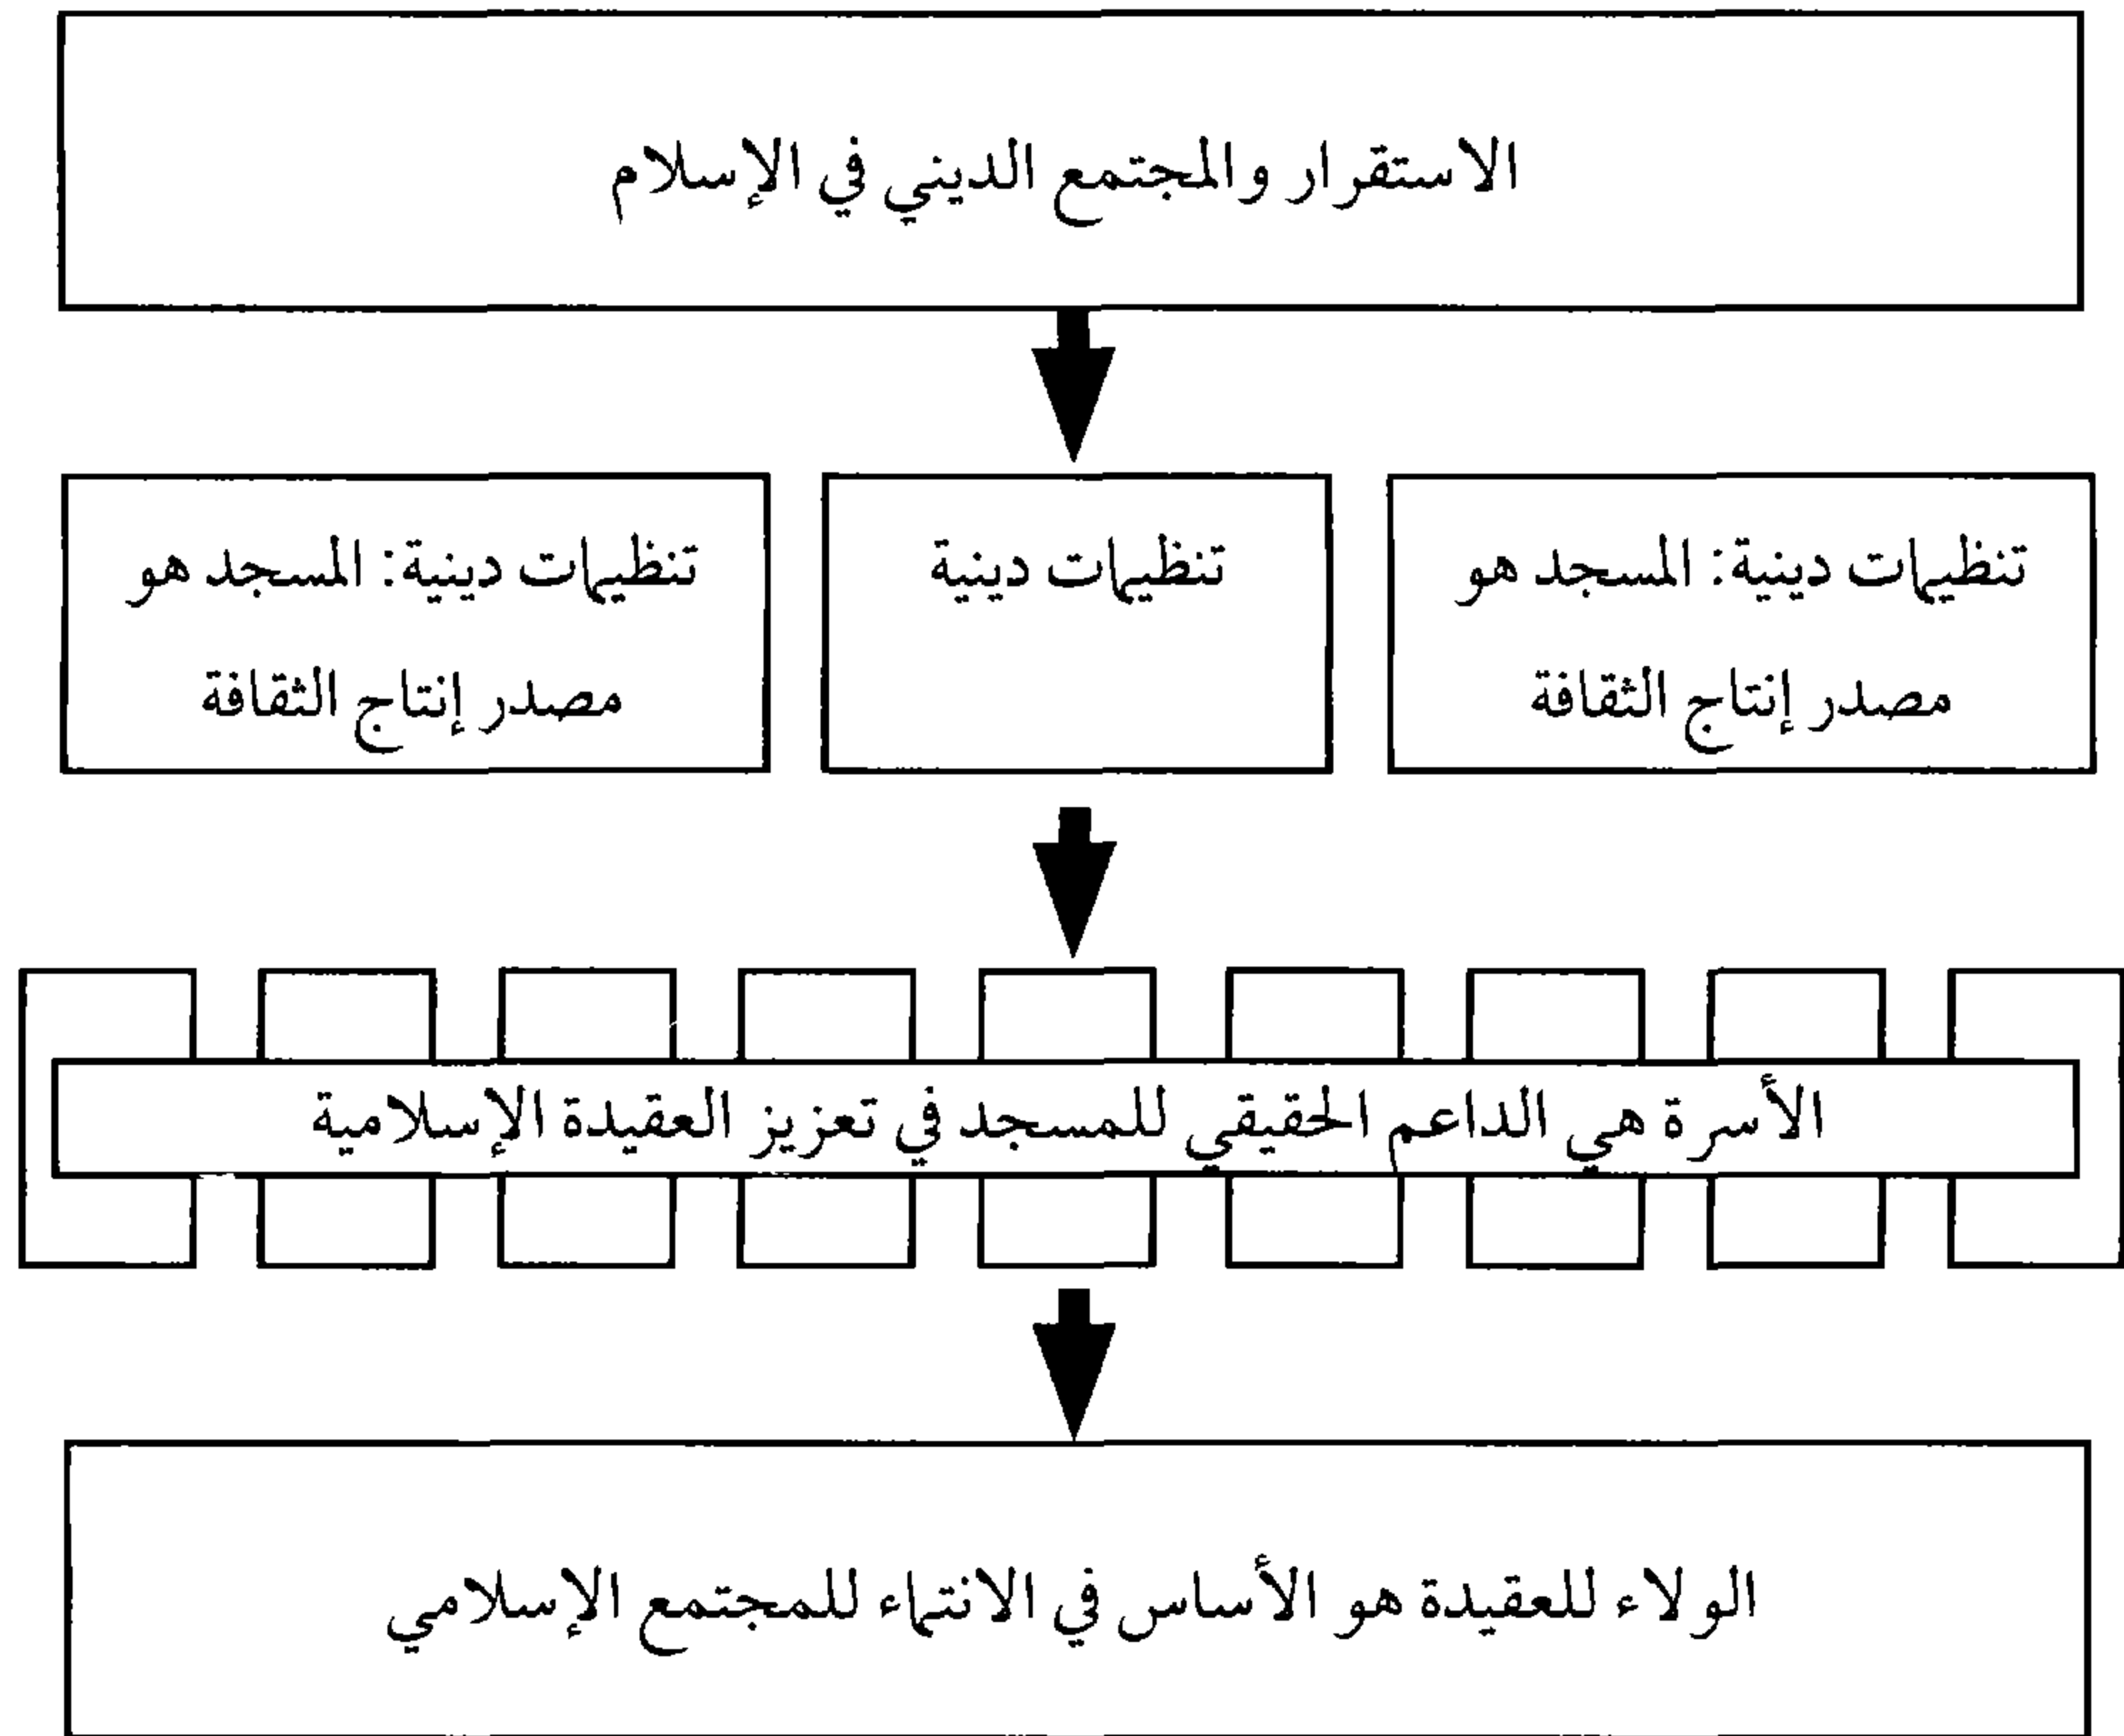 الاستقرار والمجتمع الديني في الإسلام
تنظيمات دينية: المسجد هو
مصدر إنتاج الثقافة
تنظيمات دينية
تنظيمات دينية: المسجد هو
مصدر إنتاج الثقافة
الأسرة هي الداعم الحقيقي للمسجد في تعزيز العقيدة الإسلامية
الولاء للعقيدة هو الأساس في الانتماء للمجتمع الإسلامي